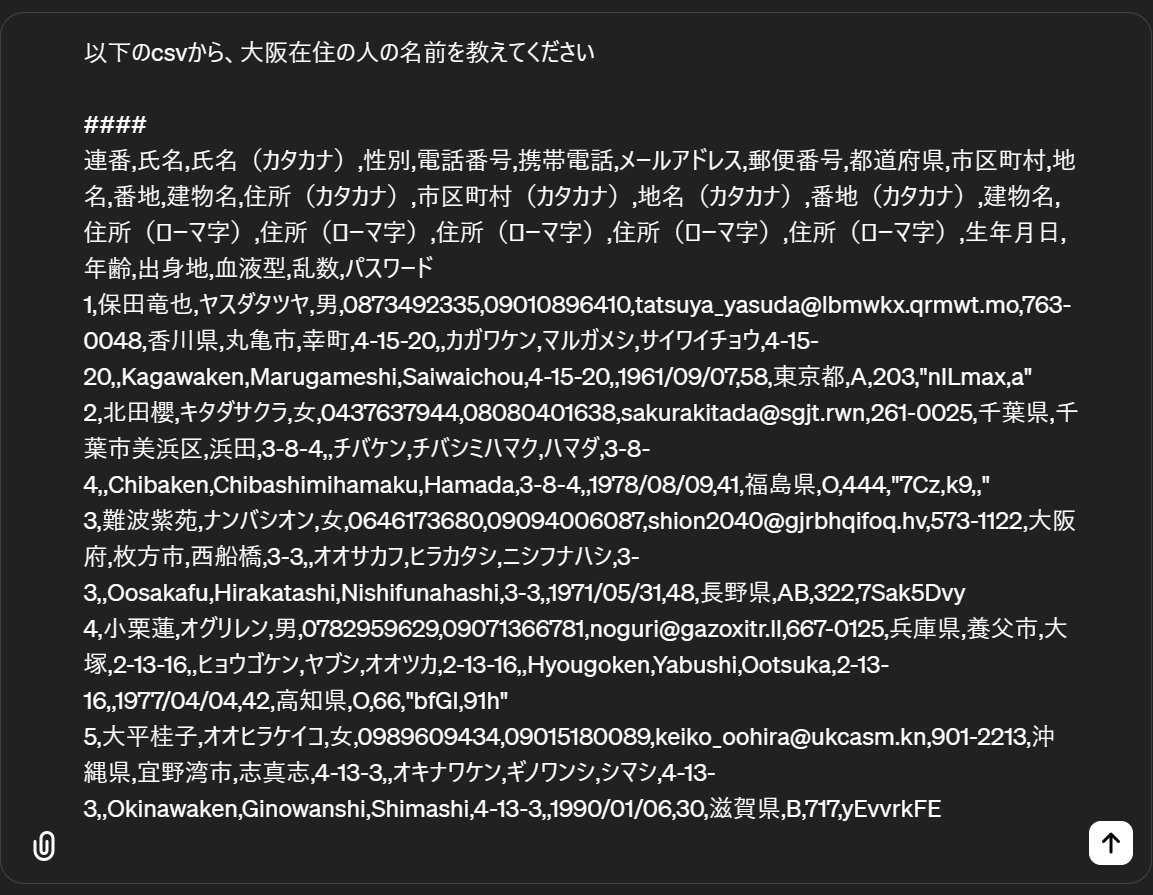 以下のcsvから、大阪在住の人の名前を教えてください
####
連番,氏名,氏名（カタカナ）,性別,電話番号,携帯電話,メールアドレス,郵便番号,都道府県,市区町村,地
名,番地,建物名,住所（カタカナ）,市区町村（カタカナ）,地名（カタカナ）,番地（カタカナ）,建物名,
住所（ローマ字）,住所（ローマ字）,住所（ローマ字）,住所（ローマ字）,住所（ローマ字）,生年月日,
年齢,出身地,血液型,乱数,パスワード
1,保田竜也,ヤスダタツヤ,男,0873492335,09010896410,tatsuya_yasuda@lbmwkx.qrmwt.mo,763-
0048,香川県,丸亀市,幸町,4-15-20,,カガワケン,マルガメシ,サイワイチョウ,4-15-
20,,Kagawaken,Marugameshi,Saiwaichou,4-15-20,,1961/09/07,58,東京都,A,203,"nILmax,a"
2,北田櫻,キタダサクラ,女,0437637944,08080401638,sakurakitada@sgjt.rwn,261-0025,千葉県,千
葉市美浜区,浜田,3-8-4,,チバケン,チバシミハマク,ハマダ,3-8-
4,,Chibaken,Chibashimihamaku,Hamada,3-8-4,,1978/08/09,41,福島県,O,444,"7Cz,k9,,"
3,難波紫苑,ナンバシオン,女,0646173680,09094006087,shion2040@gjrbhqifoq.hv,573-1122,大阪
府,枚方市,西船橋,3-3,,オオサカフ,ヒラカタシ,ニシフナハシ,3-
3,,Oosakafu,Hirakatashi,Nishifunahashi,3-3,,1971/05/31,48,長野県,AB,322,7Sak5Dvy
4,小栗蓮,オグリレン,男,0782959629,09071366781,noguri@gazoxitr.ll,667-0125,兵庫県,養父市,大
塚,2-13-16,,ヒョウゴケン,ヤブシ,オオツカ,2-13-16,,Hyougoken,Yabushi,Ootsuka,2-13-
16,,1977/04/04,42,高知県,O,66,"bfGl,91h"
5,大平桂子,オオヒラケイコ,女,0989609434,09015180089,keiko_oohira@ukcasm.kn,901-2213,沖
縄県,宜野湾市,志真志,4-13-3,,オキナワケン,ギノワンシ,シマシ,4-13-
3,,Okinawaken,Ginowanshi,Shimashi,4-13-3,,1990/01/06,30,滋賀県,B,717,yEvvrkFE